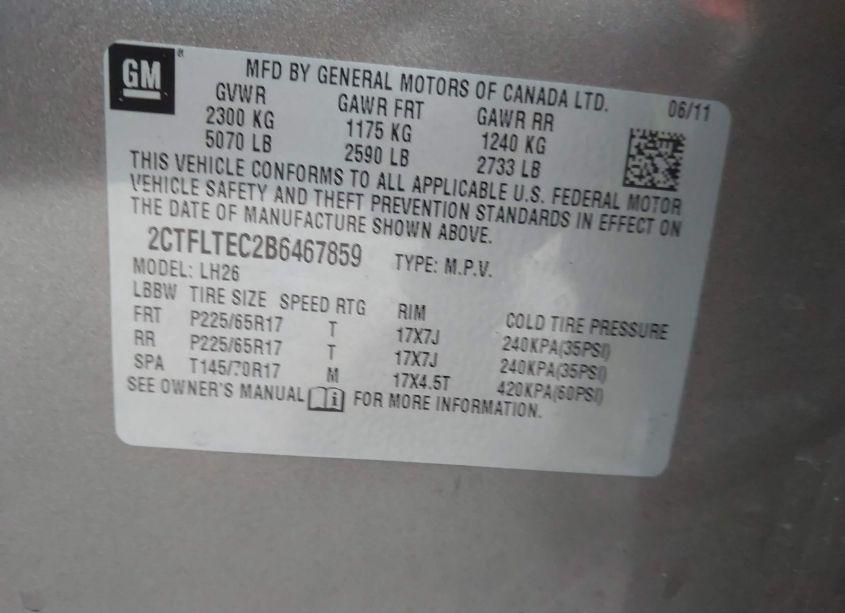 GM®
MFD BY GENERAL MOTORS OF CANADA LTD. 06/11
GVWR GAWR FRT GAWR RR
2300 KG 1175 KG 1240 KG
5070 LB 2590 LB 2733 LB
THIS VEHICLE CONFORMS TO ALL APPLICABLE U.S. FEDERAL MOTOR
VEHICLE SAFETY AND THEFT PREVENTION STANDARDS IN EFFECT ON
THE DATE OF MANUFACTURE SHOWN ABOVE.
2CTFLTEC2B6467859 TYPE: M.P.V.
MODEL: LH26
LBBW TIRE SIZE SPEED RTG RIM COLD TIRE PRESSURE
FRT P225/65R17 T 17X7J 240KPA(35PSI)
RR P225/65R17 T 17X7J 240KPA(35PSI)
SPA T145/70R17 M 17X4.5T 420KPA(60PSI)
SEE OWNER'S MANUAL FOR MORE INFORMATION.